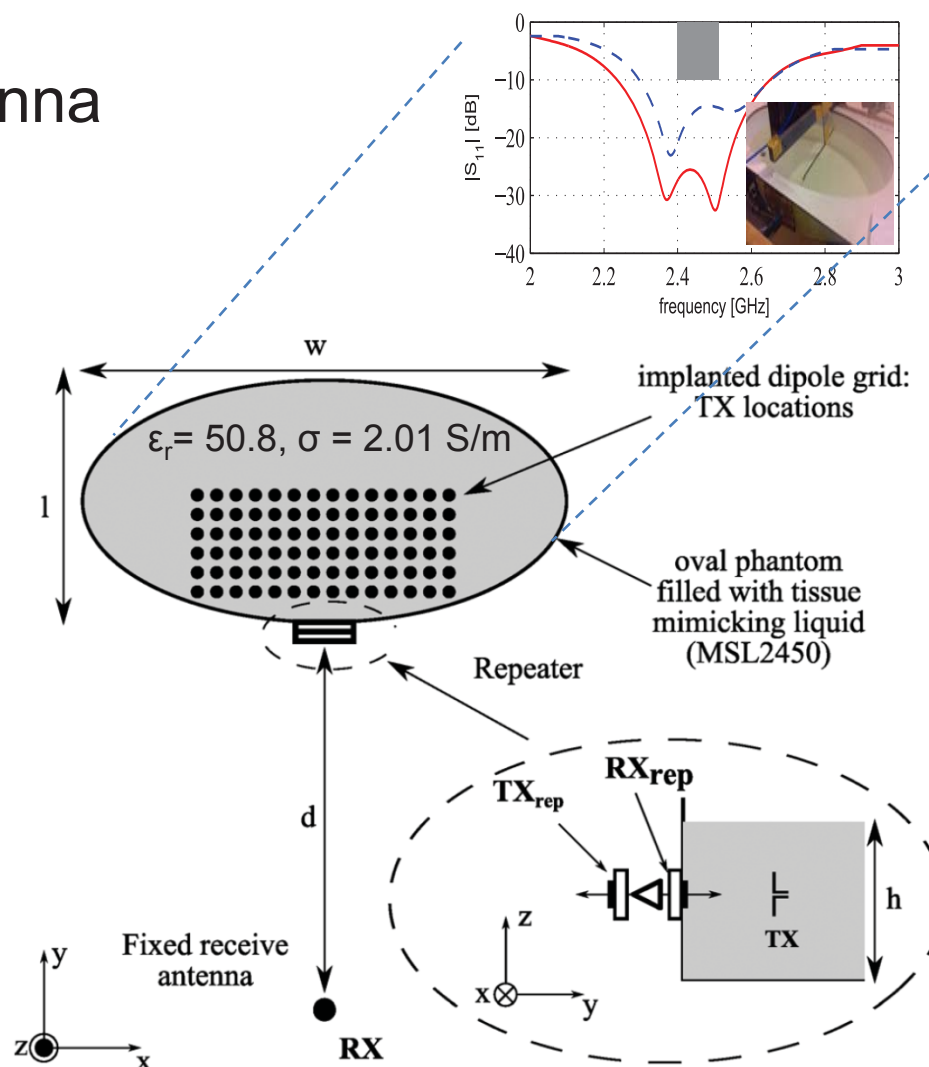 nna
0
−10
−20
−30
−40
|S11| [dB]
2
2.2
2.4
2.6
2.8
3
frequency [GHz]
w
implanted dipole grid:
TX locations
εr= 50.8, σ = 2.01 S/m
l
oval phantom
filled with tissue
mimicking liquid
(MSL2450)
Repeater
TXrep
RXrep
d
h
TX
z
x
y
Fixed receive
antenna
y
z
x
RX